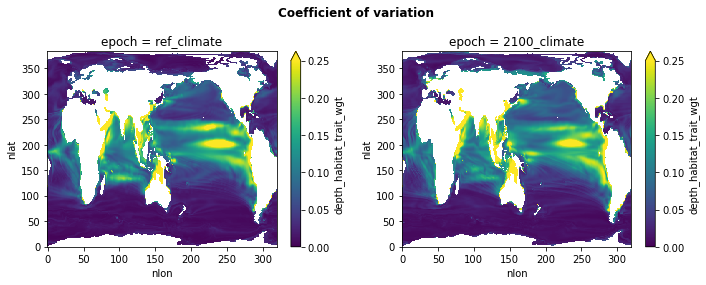 Coefficient of variation
epoch = ref_climate
350
300
250
200
150
100
50
0
nlat
0 50 100 150 200 250 300
nlon
0.25
0.20
0.15
0.10
0.05
0.00
depth_habitat_trait_wgt
epoch = 2100_climate
350
300
250
200
150
100
50
0
nlat
0 50 100 150 200 250 300
nlon
0.25
0.20
0.15
0.10
0.05
0.00
depth_habitat_trait_wgt